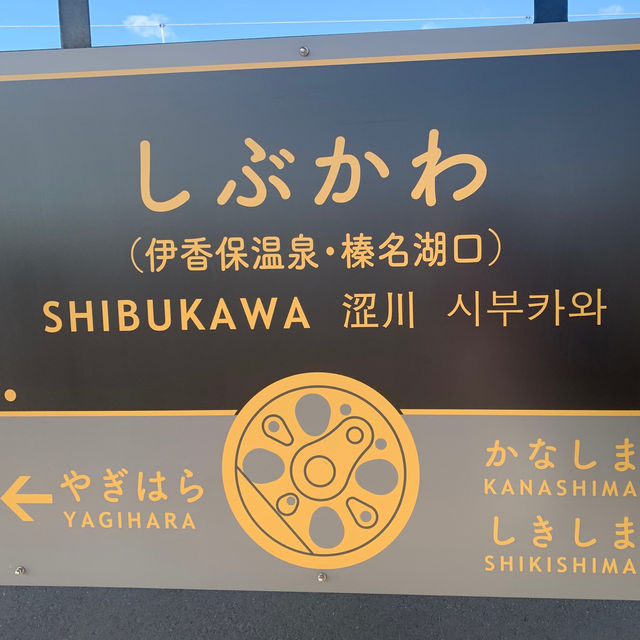 しぶかわ
(伊香保温泉・榛名湖口)
SHIBUKAWA 涩川 시부카와
← やぎはら
YAGIHARA
かなしま
KANASHIMA
しきしま
SHIKISHIMA